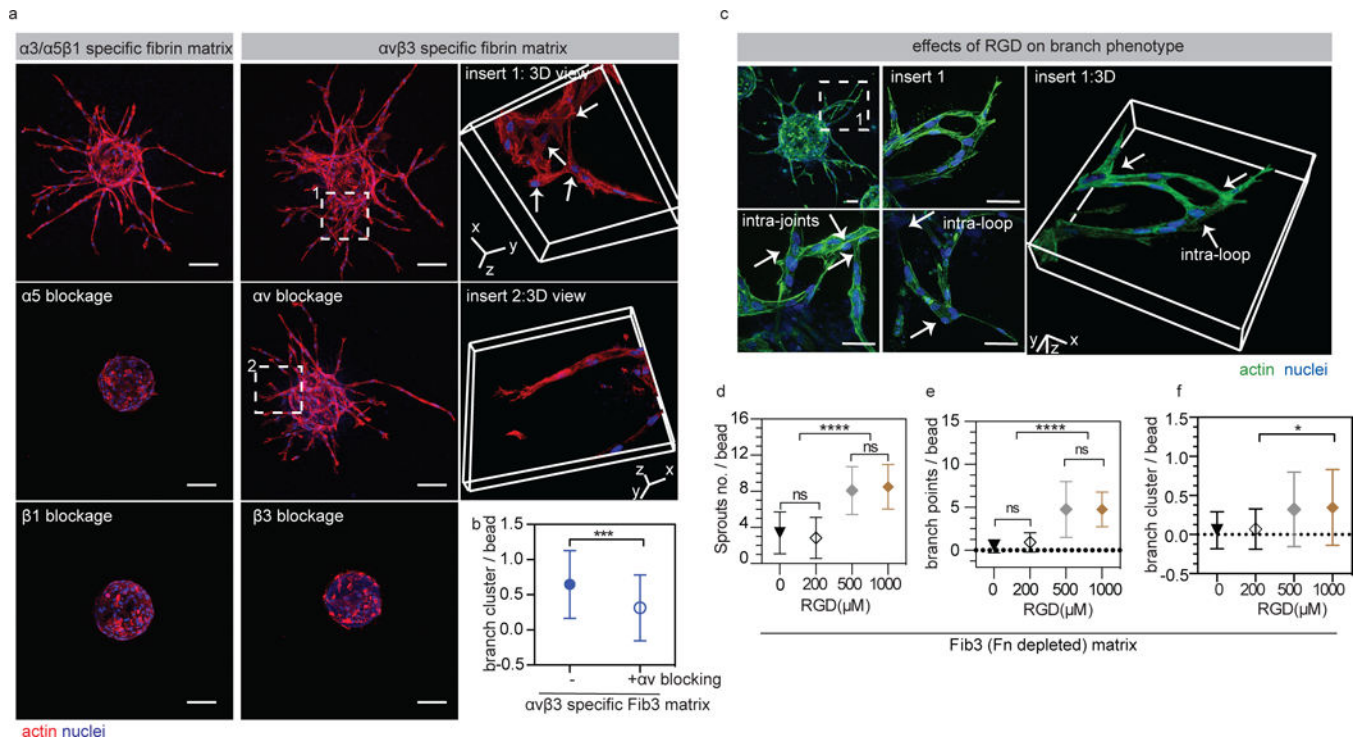 a
α3/α5β1 specific fibrin matrix
αvβ3 specific fibrin matrix
insert 1: 3D view
1
x
y
z
α5 blockage
αv blockage
2
insert 2:3D view
z
x
y
β1 blockage
β3 blockage
actin nuclei
b
branch cluster / bead
1.5
1.0
0.5
0.0
-0.5
***
-
+αv blocking
αvβ3 specific Fib3 matrix
c
effects of RGD on branch phenotype
1
insert 1
insert 1:3D
intra-joints
intra-loop
intra-loop
y
z
x
actin nuclei
d
Sprouts no. / bead
16
12
8
4
0
****
ns
ns
0 200 500 1000
RGD(μM)
e
branch points / bead
15
10
5
0
****
ns
ns
0 200 500 1000
RGD(μM)
f
branch cluster / bead
1.5
1.0
0.5
0.0
-0.5
*
0 200 500 1000
RGD(μM)
Fib3 (Fn depleted) matrix